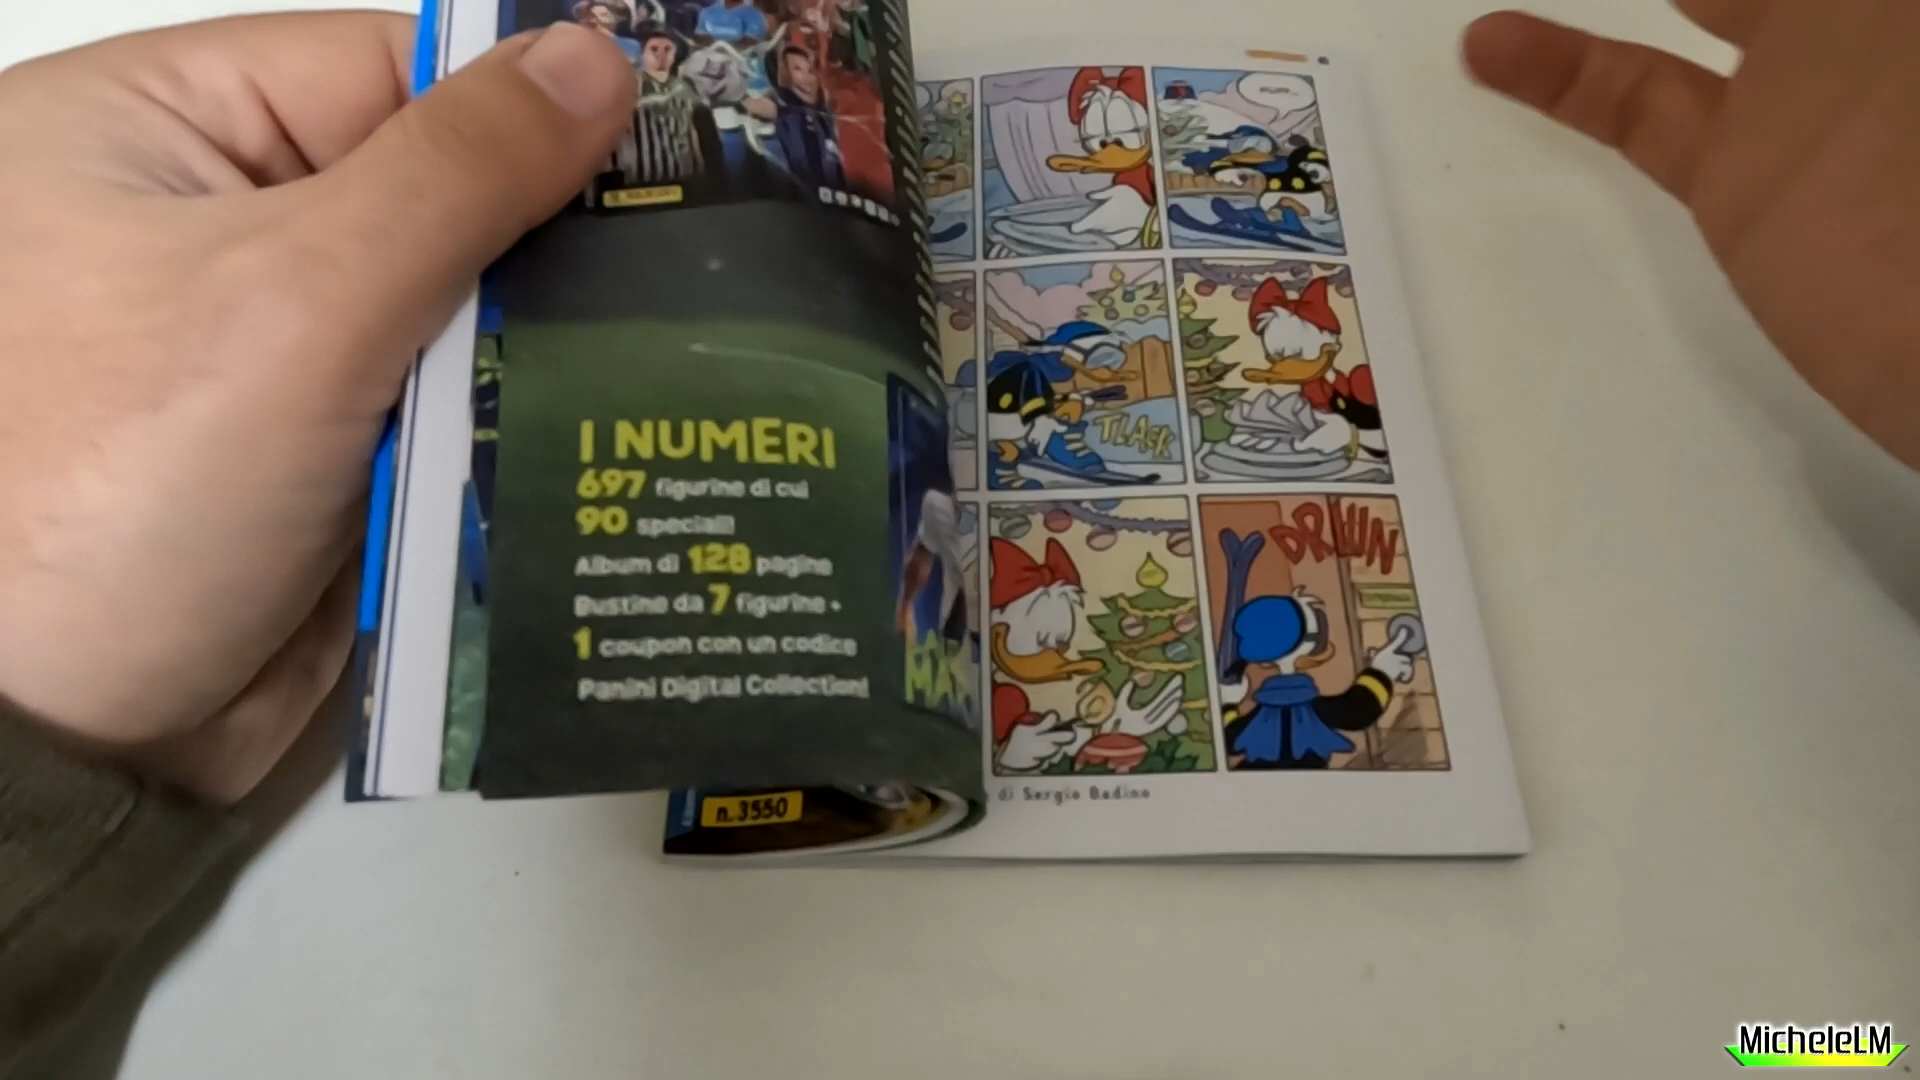 I NUMERI
697 figurine di cui
90 speciali!
Album di 128 pagine
Bustine da 7 figurine +
1 coupon con un codice
Panini Digital Collection!
MA
n. 3550
TLACK
di Sergio Badino
MicheleLM